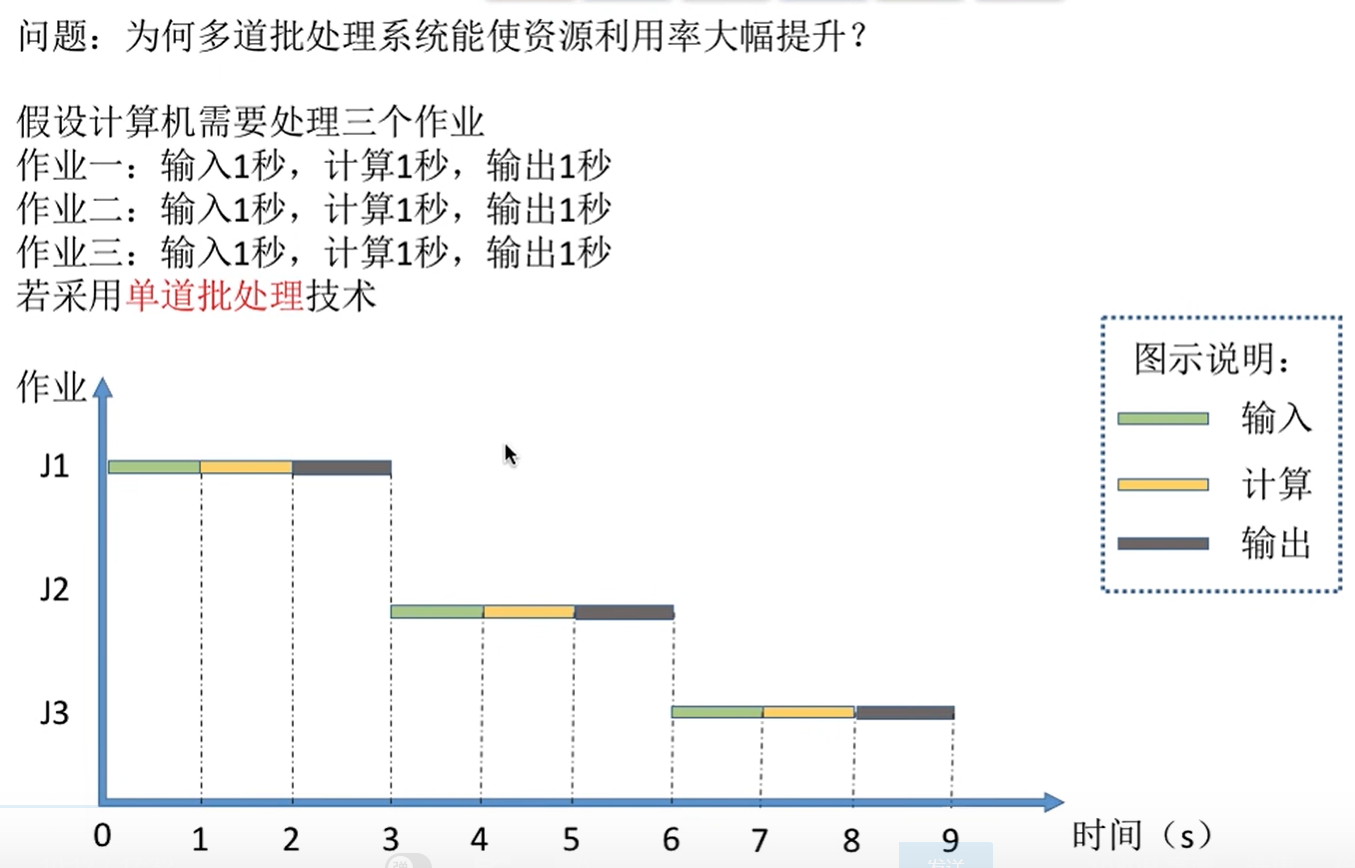 问题：为何多道批处理系统能使资源利用率大幅提升？
假设计算机需要处理三个作业
作业一：输入1秒，计算1秒，输出1秒
作业二：输入1秒，计算1秒，输出1秒
作业三：输入1秒，计算1秒，输出1秒
若采用单道批处理技术
图示说明：
输入
计算
输出
作业
J1
J2
J3
0 1 2 3 4 5 6 7 8 9 时间（s）
弹
发送